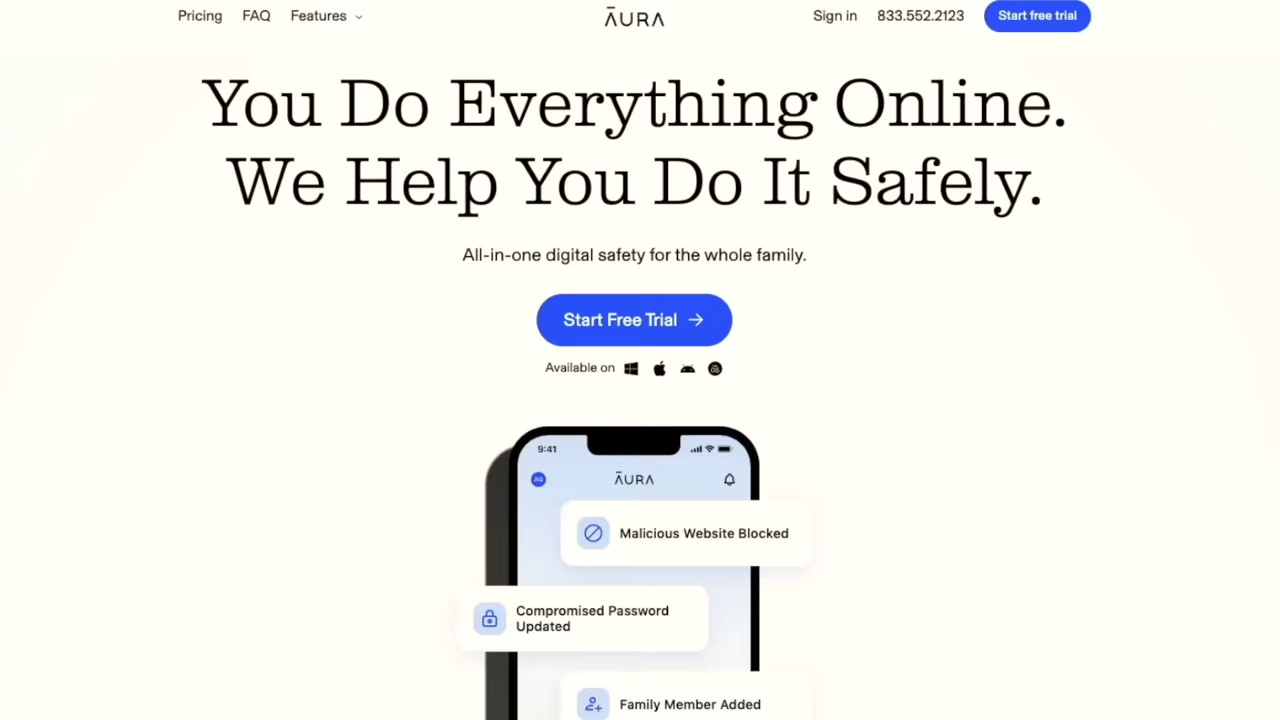 Pricing FAQ Features ĀURA Sign in 833.552.2123 Start free trial
You Do Everything Online.
We Help You Do It Safely.
All-in-one digital safety for the whole family.
Start Free Trial →
Available on
9:41
AG ĀURA
Malicious Website Blocked
Compromised Password
Updated
Family Member Added